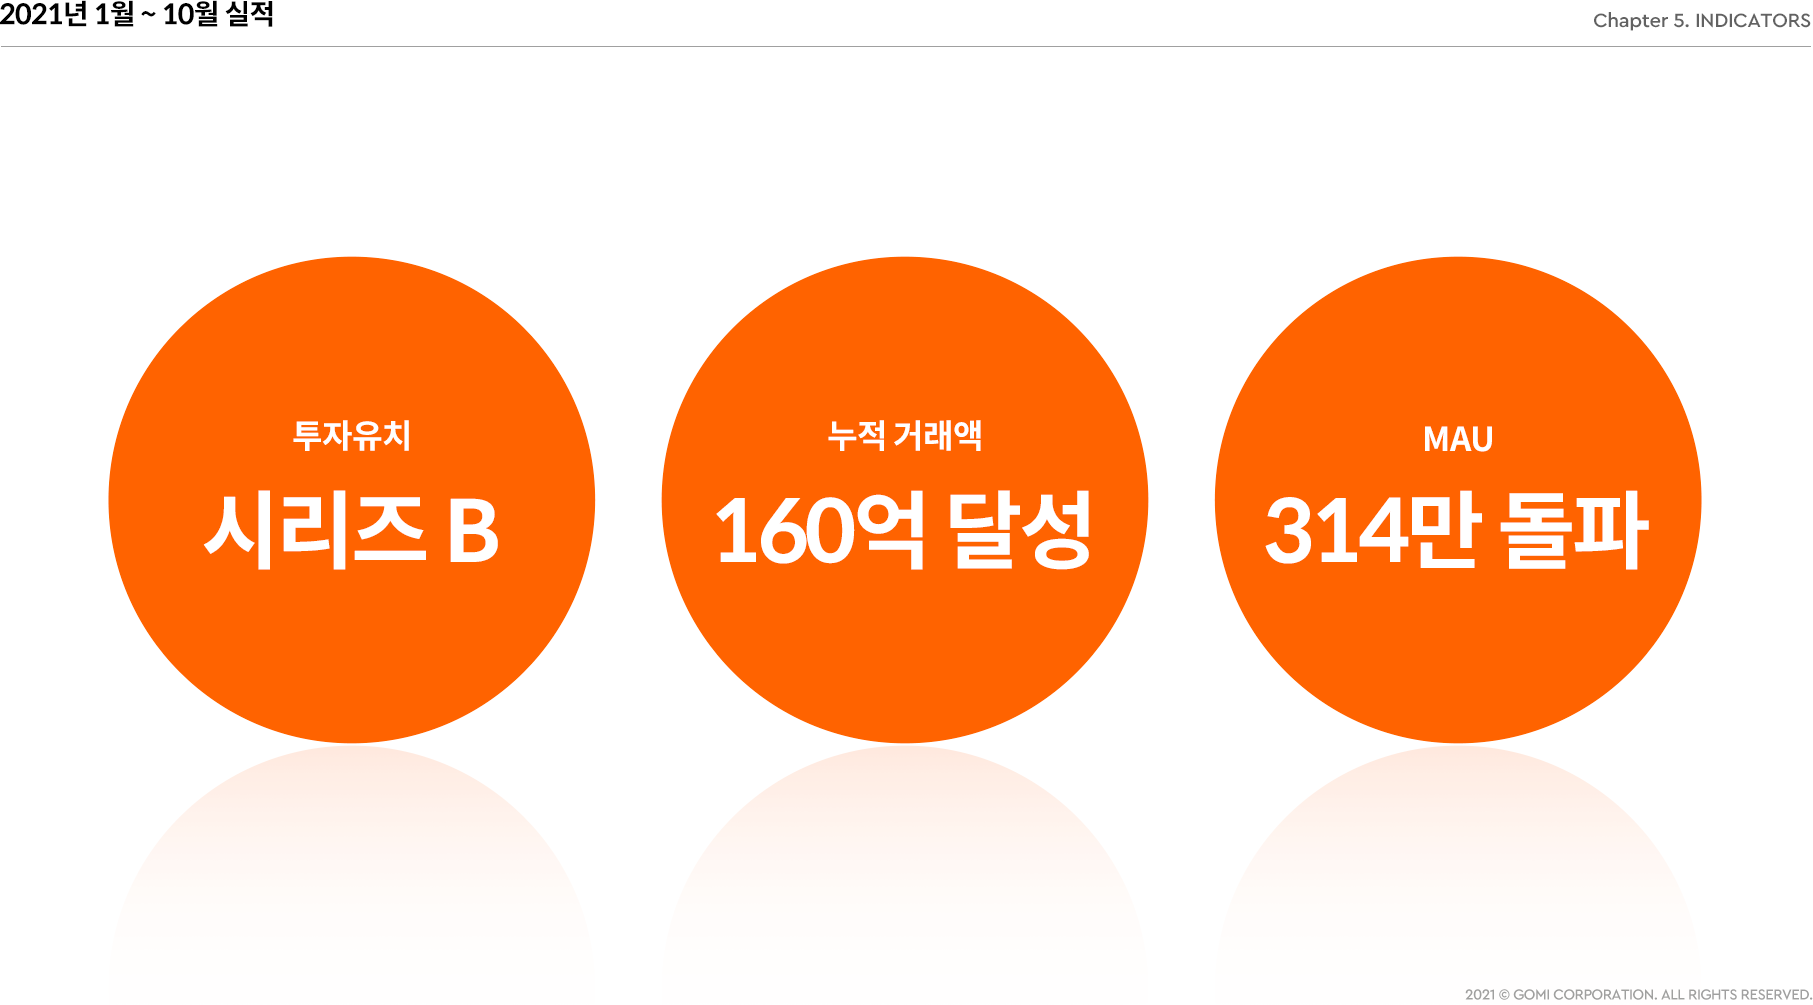 2021년 1월 ~ 10월 실적
Chapter 5. INDICATORS
투자유치
시리즈 B
누적 거래액
160억 달성
MAU
314만 돌파
2021 © GOMI CORPORATION. ALL RIGHTS RESERVED.